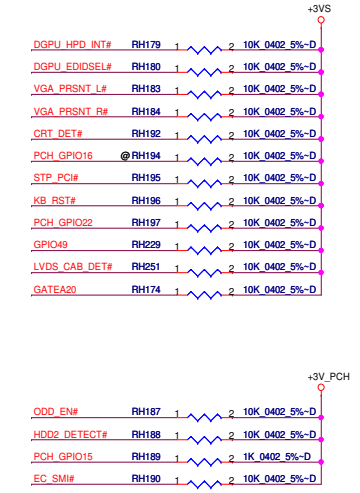 +3VS
DGPU_HPD_INT# RH179 1 2 10K_0402_5%~D
DGPU_EDIDSEL# RH180 1 2 10K_0402_5%~D
VGA_PRSNT_L# RH183 1 2 10K_0402_5%~D
VGA_PRSNT_R# RH184 1 2 10K_0402_5%~D
CRT_DET# RH192 1 2 10K_0402_5%~D
PCH_GPIO16 @ RH194 1 2 10K_0402_5%~D
STP_PCI# RH195 1 2 10K_0402_5%~D
KB_RST# RH196 1 2 10K_0402_5%~D
PCH_GPIO22 RH197 1 2 10K_0402_5%~D
GPIO49 RH229 1 2 10K_0402_5%~D
LVDS_CAB_DET# RH251 1 2 10K_0402_5%~D
GATEA20 RH174 1 2 10K_0402_5%~D
+3V_PCH
ODD_EN# RH187 1 2 10K_0402_5%~D
HDD2_DETECT# RH188 1 2 10K_0402_5%~D
PCH_GPIO15 RH189 1 2 1K_0402_5%~D
EC_SMI# RH190 1 2 10K_0402_5%~D